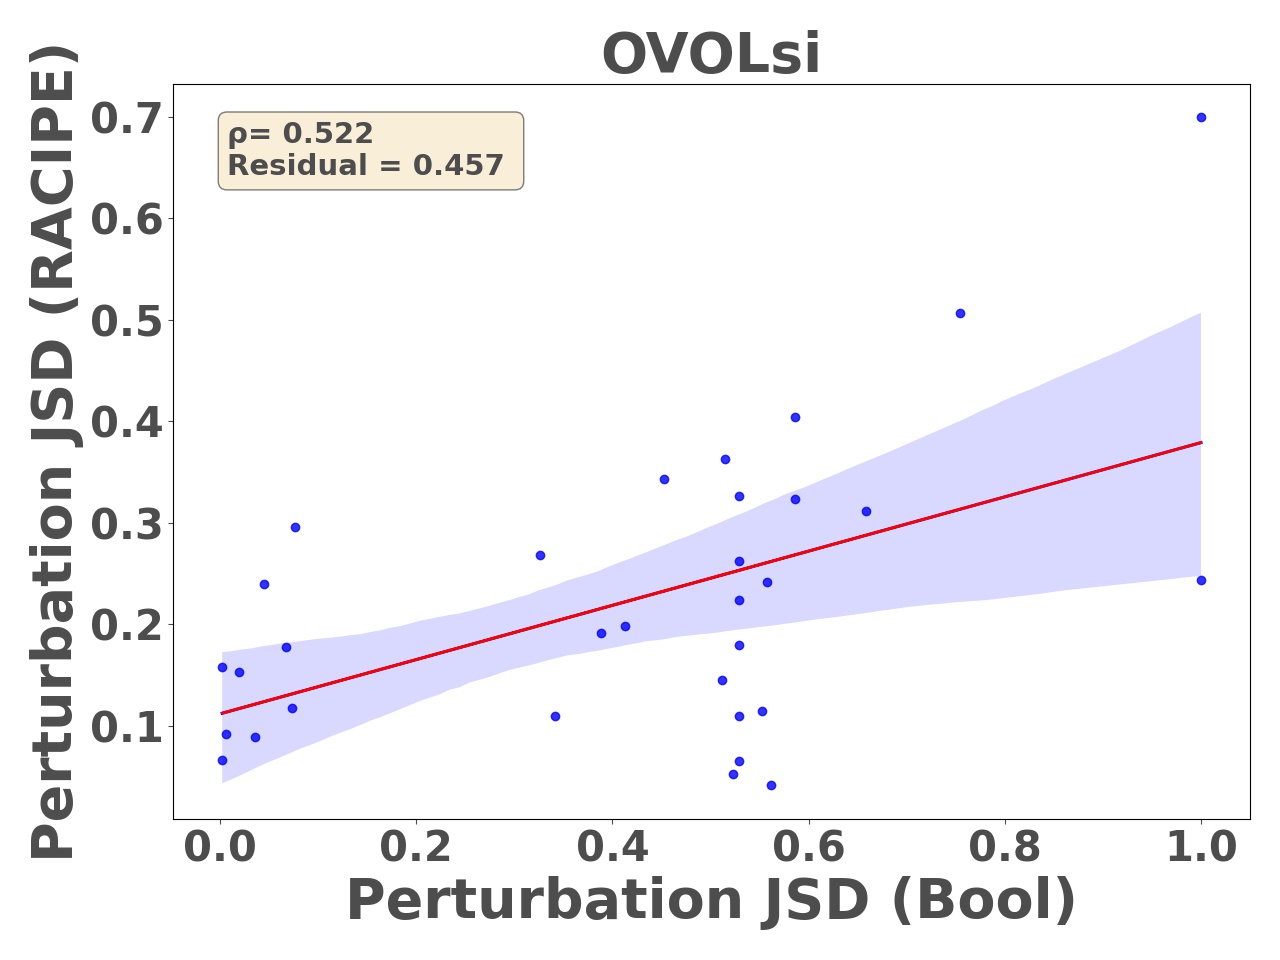 OVOLsi
ρ= 0.522
Residual = 0.457
Perturbation JSD (RACIPE)
0.7
0.6
0.5
0.4
0.3
0.2
0.1
0.0 0.2 0.4 0.6 0.8 1.0
Perturbation JSD (Bool)